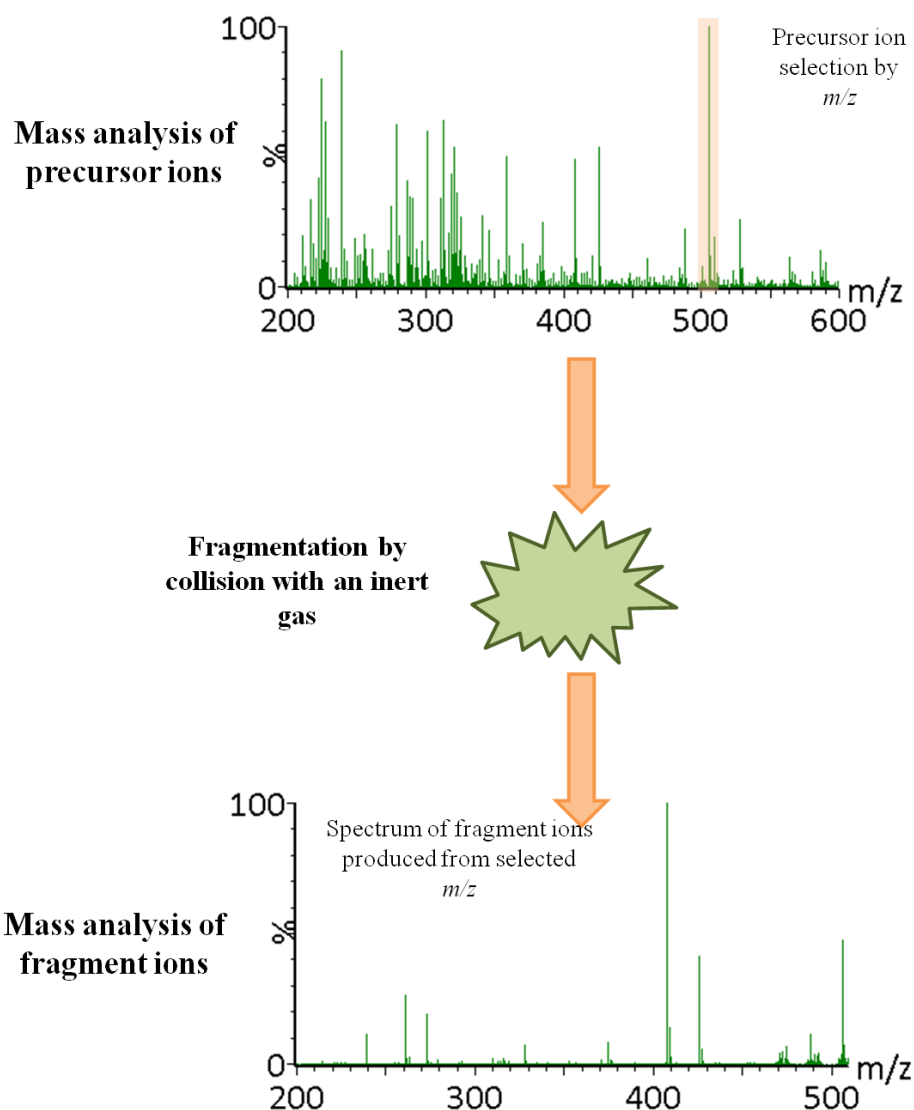 100
Precursor ion
selection by
m/z
Mass analysis of
precursor ions
%
0
m/z
200 300 400 500 600
Fragmentation by
collision with an inert
gas
100
Spectrum of fragment ions
produced from selected
m/z
Mass analysis of
fragment ions
%
0
m/z
200 300 400 500